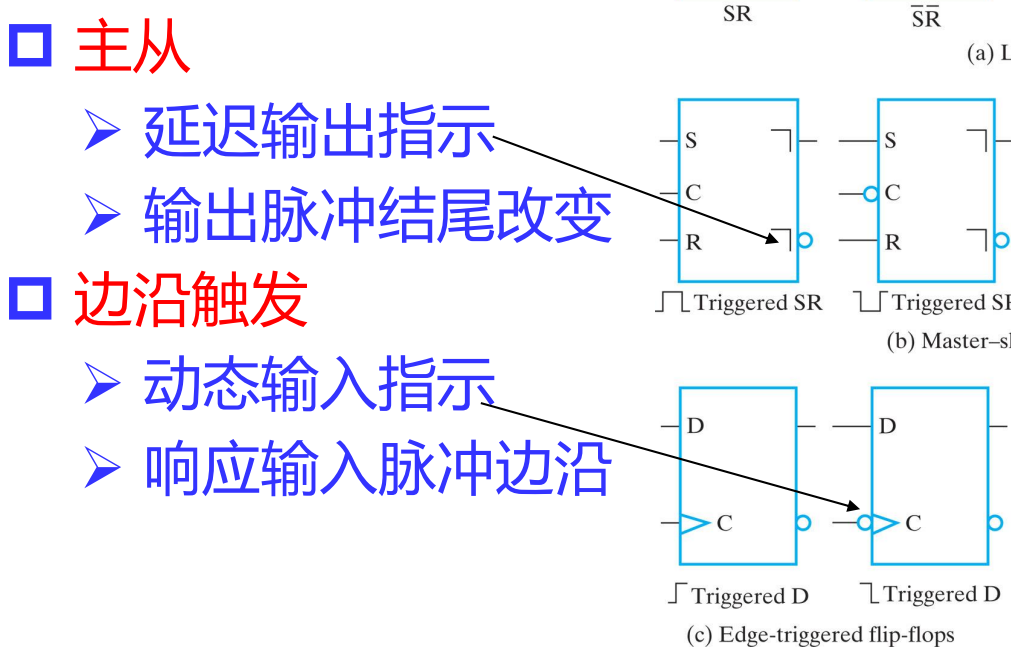 主从
延迟输出指示
输出脉冲结尾改变
边沿触发
动态输入指示
响应输入脉冲边沿
SR
S̅R̅
(a) L
S
C
R
S
C
R
Triggered SR
Triggered SR
(b) Master–sl
D
C
D
C
Triggered D
Triggered D
(c) Edge-triggered flip-flops